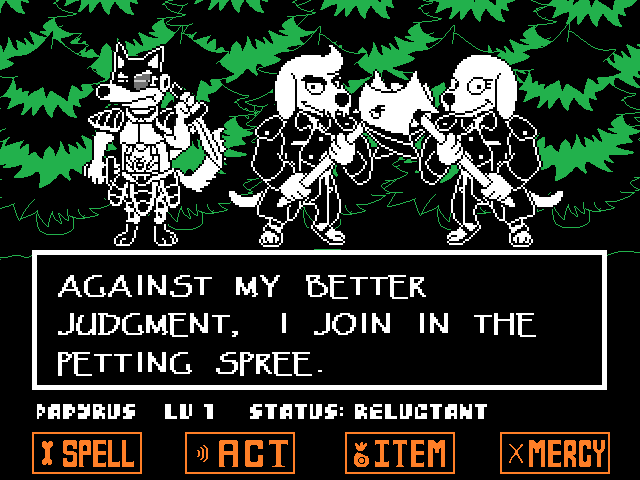 AGAINST MY BETTER
JUDGMENT, I JOIN IN THE
PETTING SPREE.
PAPYRUS LV 1 STATUS: RELUCTANT
SPELL ACT ITEM MERCY